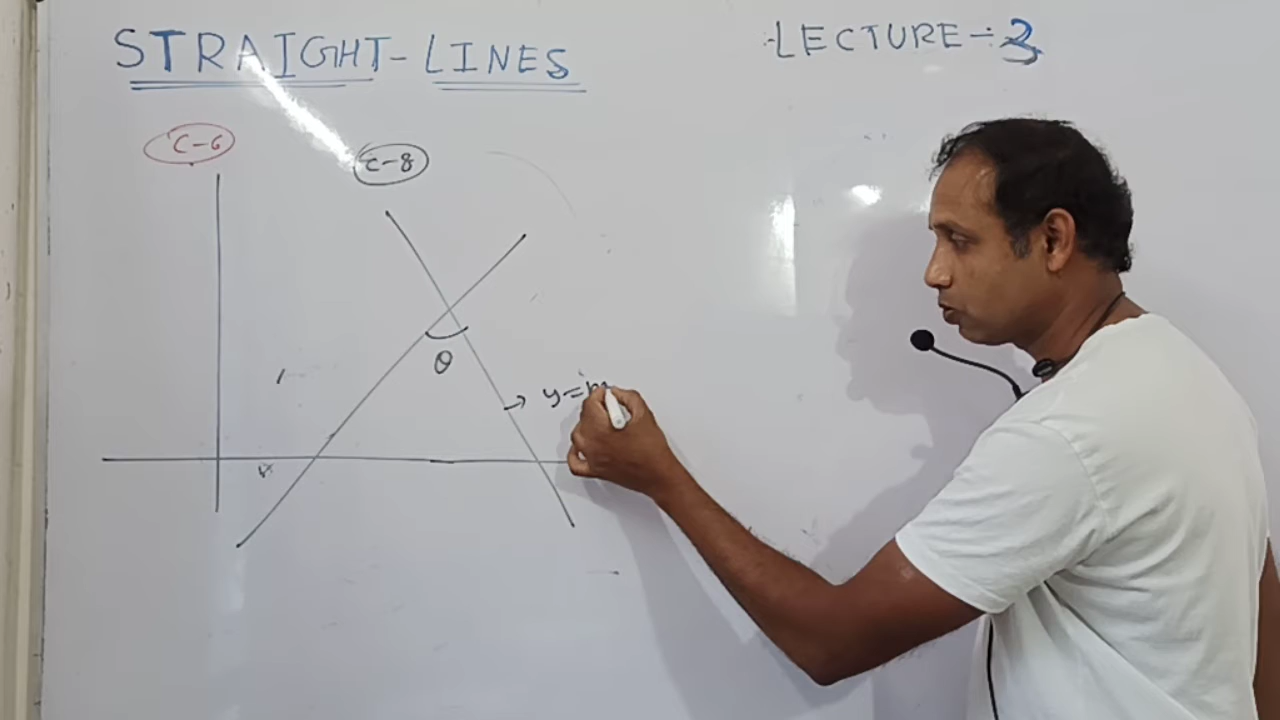 STRAIGHT-LINES
LECTURE-:3
C-6
C-8
θ
y=m